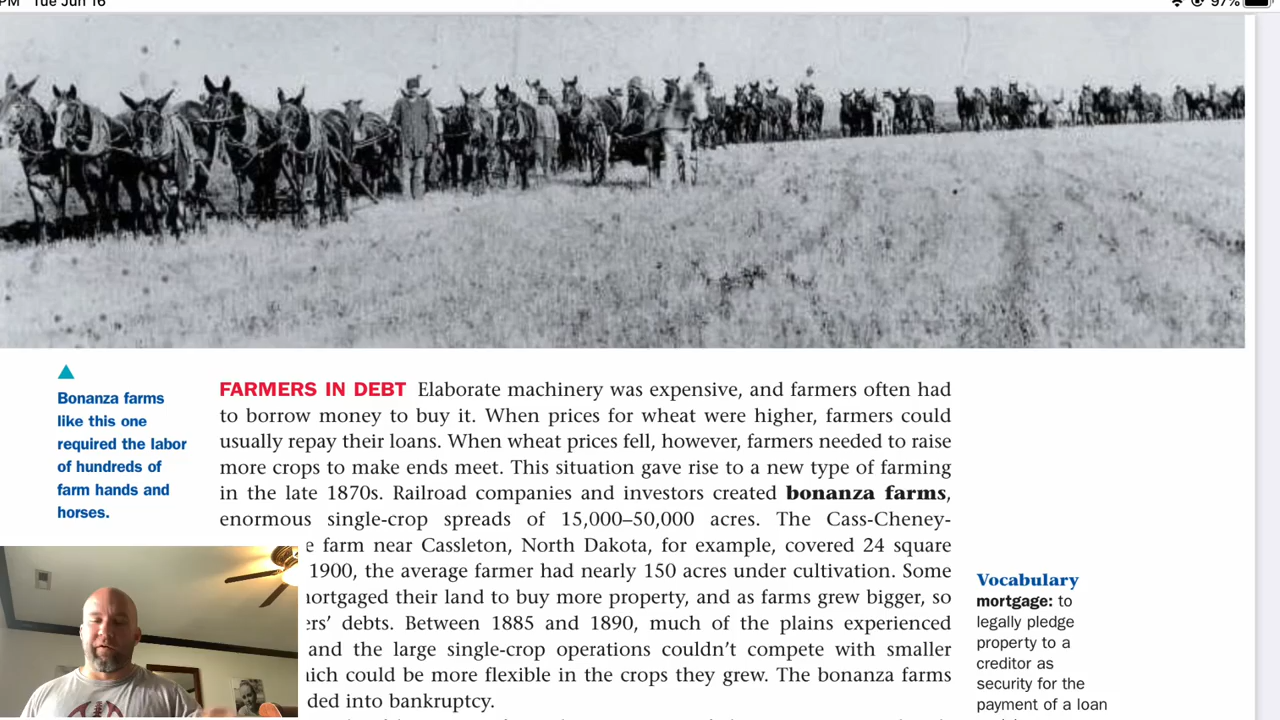 PM Tue Jun 16
97%
Bonanza farms
like this one
required the labor
of hundreds of
farm hands and
horses.
FARMERS IN DEBT Elaborate machinery was expensive, and farmers often had
to borrow money to buy it. When prices for wheat were higher, farmers could
usually repay their loans. When wheat prices fell, however, farmers needed to raise
more crops to make ends meet. This situation gave rise to a new type of farming
in the late 1870s. Railroad companies and investors created bonanza farms,
enormous single-crop spreads of 15,000–50,000 acres. The Cass-Cheney-
farm near Cassleton, North Dakota, for example, covered 24 square
1900, the average farmer had nearly 150 acres under cultivation. Some
ortgaged their land to buy more property, and as farms grew bigger, so
ers’ debts. Between 1885 and 1890, much of the plains experienced
and the large single-crop operations couldn’t compete with smaller
ich could be more flexible in the crops they grew. The bonanza farms
ded into bankruptcy.
Vocabulary
mortgage: to
legally pledge
property to a
creditor as
security for the
payment of a loan